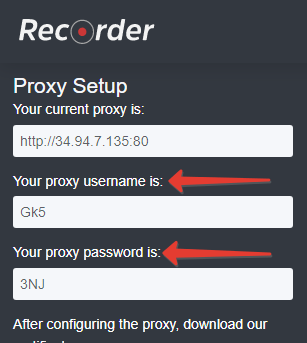 Recorder
Proxy Setup
Your current proxy is:
http://34.94.7.135:80
Your proxy username is:
Gk5
Your proxy password is:
3NJ
After configuring the proxy, download our